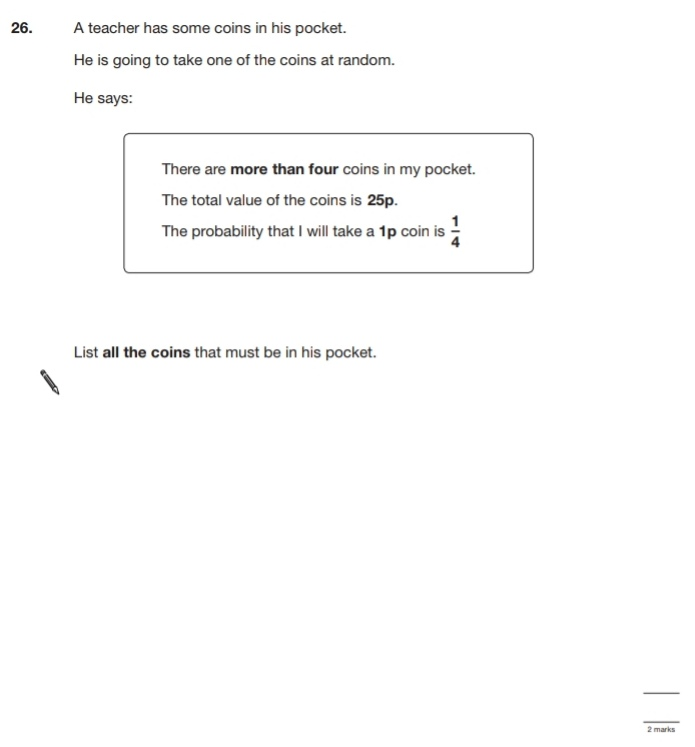 26. A teacher has some coins in his pocket.
He is going to take one of the coins at random.
He says:
There are more than four coins in my pocket.
The total value of the coins is 25p.
The probability that I will take a 1p coin is 1/4
List all the coins that must be in his pocket.
2 marks